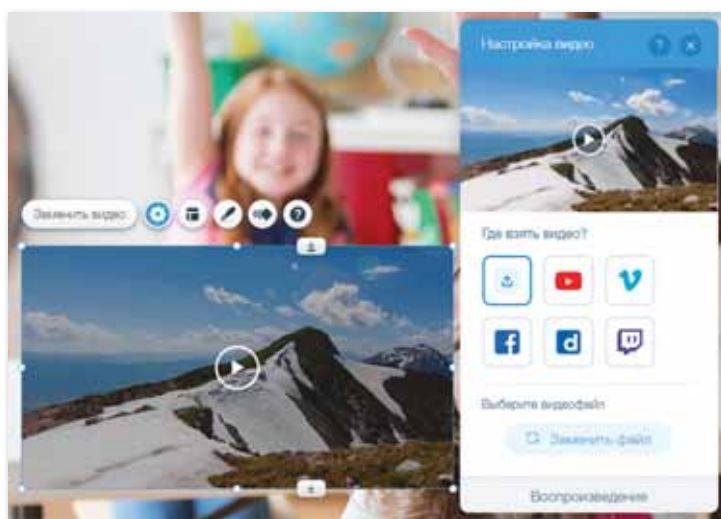 Настройка видео
?
Заменить видео
?
Где взять видео?
Выберите видеофайл
Заменить файл
Воспроизведение